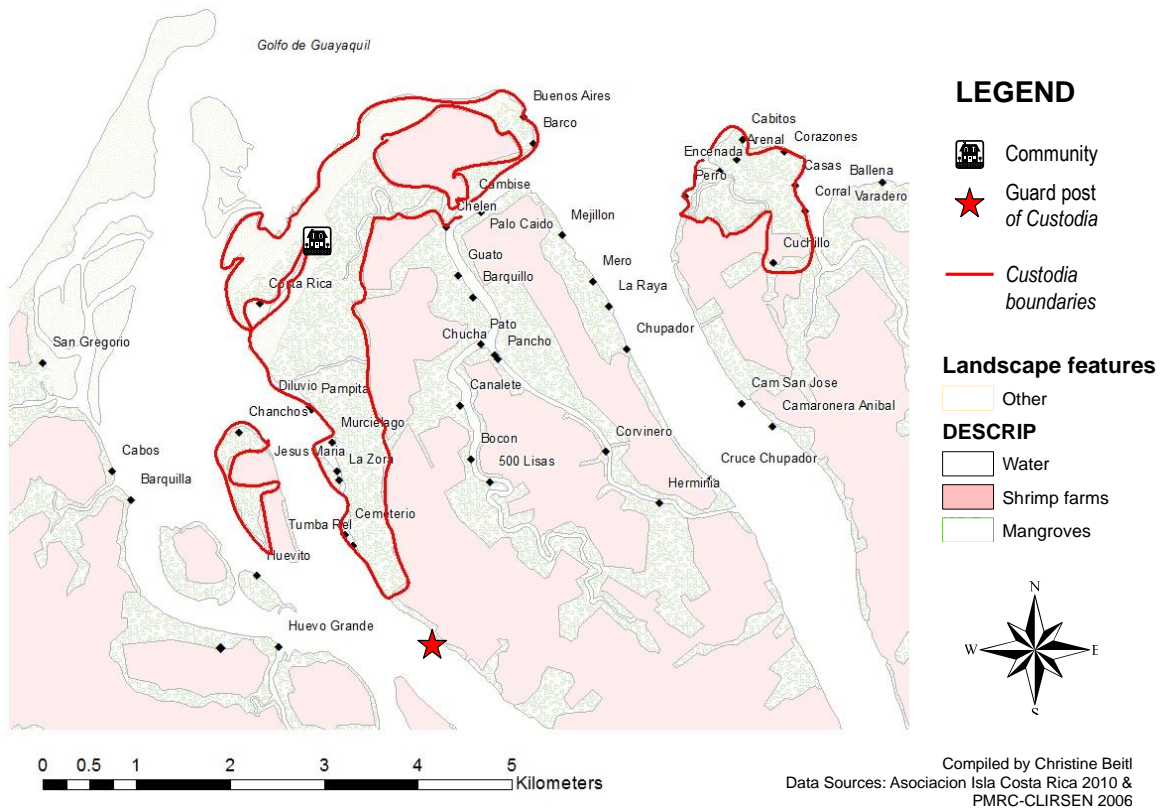 Golfo de Guayaquil
Buenos Aires
Barco
Cambise
Chelen
Palo Caido
Mejillon
Guato
Barquillo
Mero
La Raya
Chupador
Costa Rica
San Gregorio
Chucha
Pato
Pancho
Canalete
Diluvio
Pampita
Chanchos
Murcielago
Jesus Maria
La Zora
Bocon
500 Lisas
Corvinero
Cabos
Barquilla
Cemeterio
Tumba Rel
Herminia
Huevito
Huevo Grande
Cabitos
Arenal
Corazones
Encenada
Perro
Casas
Ballena
Corral
Varadero
Cuchillo
Cam San Jose
Camaronera Anibal
Cruce Chupador
LEGEND
Community
Guard post
of Custodia
Custodia
boundaries
Landscape features
Other
DESCRIP
Water
Shrimp farms
Mangroves
N
W
E
S
0 0.5 1 2 3 4 5
Kilometers
Compiled by Christine Beitl
Data Sources: Asociacion Isla Costa Rica 2010 &
PMRC-CLIRSEN 2006